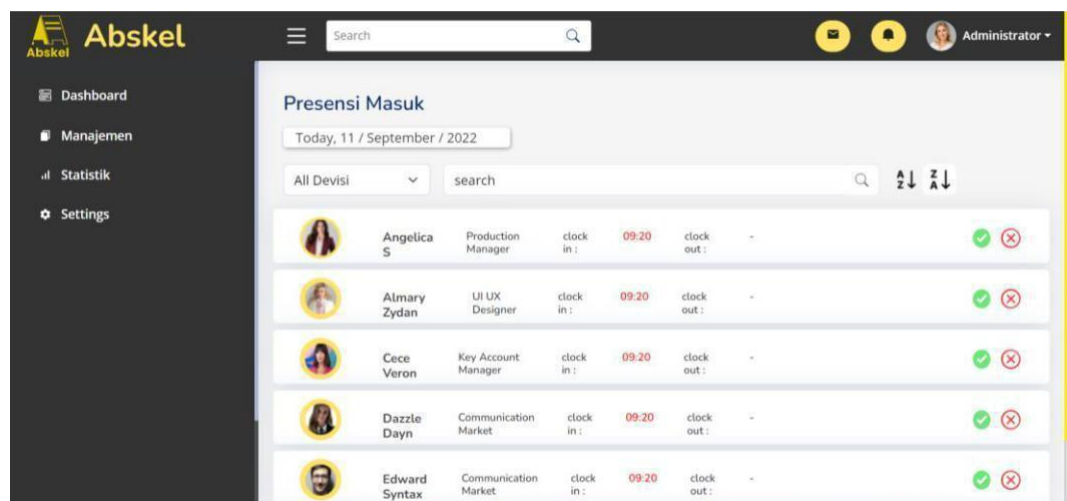 Abskel
Abskel
Search
Administrator
Dashboard
Manajemen
Statistik
Settings
Presensi Masuk
Today, 11 / September / 2022
All Devisi
search
A
Z
Z
A
Angelica
S
Production
Manager
clock
in :
09:20
clock
out :
-
Almary
Zydan
UI UX
Designer
clock
in :
09:20
clock
out :
-
Cece
Veron
Key Account
Manager
clock
in :
09:20
clock
out :
-
Dazzle
Dayn
Communication
Market
clock
in :
09:20
clock
out :
-
Edward
Syntax
Communication
Market
clock
in :
09:20
clock
out :
-